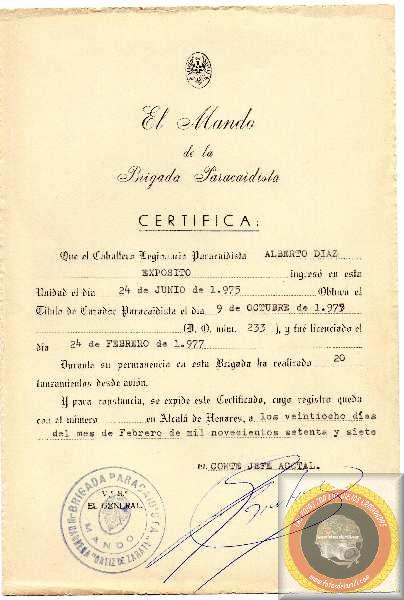 El Mando
de la
Brigada Paracaidista
CERTIFICA:
Que el Caballero Legionario Paracaidista ALBERTO DIAZ
EXPOSITO ingresó en esta
Unidad el día 24 de JUNIO de 1.975 Obtuvo el
Título de Cazador Paracaidista el día 9 de OCTUBRE de
(D. O. núm. 233), y fue licenciado el
día 24 de FEBRERO de 1.977
Durante su permanencia en esta Brigada ha realizado 20
lanzamientos desde avión.
Y para constancia, se expide este Certificado, cuyo registro queda
con el número en Alcalá de Henares, a los veintiocho días
del mes de Febrero de mil novecientos setenta y siete
EL CORTE JEFE ACCTAL.
V.º B.º
EL GENERAL,
BRIGADA PARACAIDISTA
MANDO
"ORTIZ DE ZARATE"